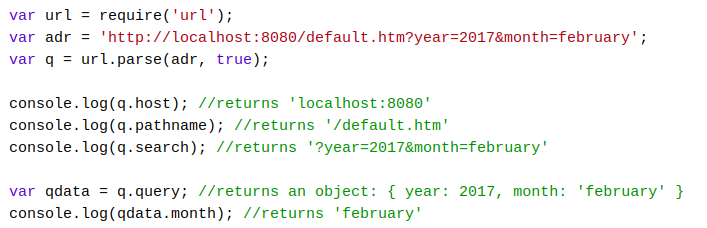 var url = require('url');
var adr = 'http://localhost:8080/default.htm?year=2017&month=february';
var q = url.parse(adr, true);

console.log(q.host); //returns 'localhost:8080'
console.log(q.pathname); //returns '/default.htm'
console.log(q.search); //returns '?year=2017&month=february'

var qdata = q.query; //returns an object: { year: 2017, month: 'february' }
console.log(qdata.month); //returns 'february'